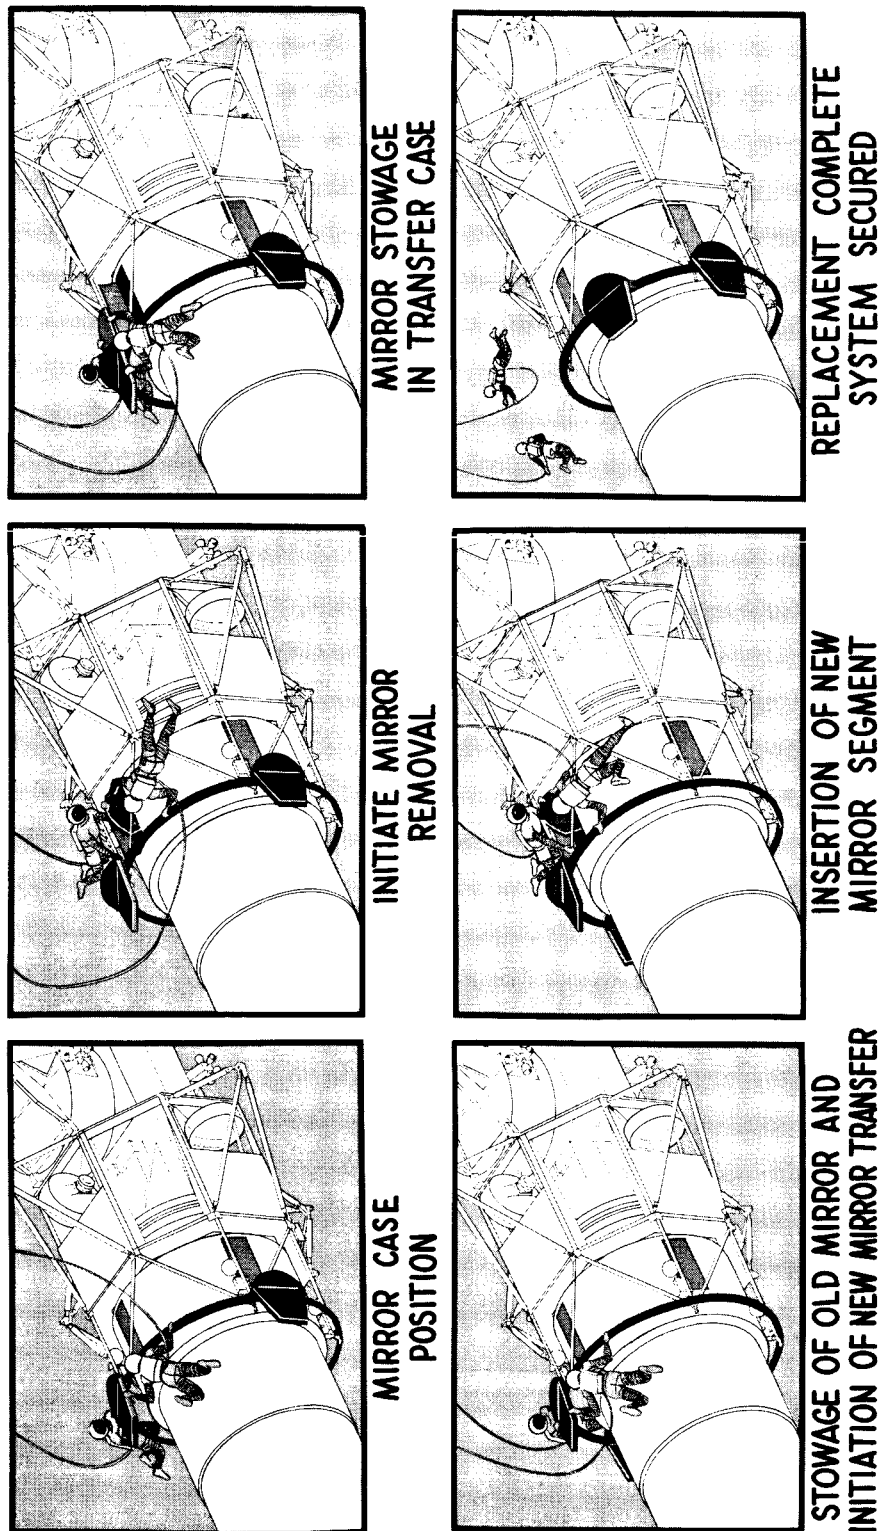 MIRROR CASE
POSITION
INITIATE MIRROR
REMOVAL
MIRROR STOWAGE
IN TRANSFER CASE
STOWAGE OF OLD MIRROR AND
INITIATION OF NEW MIRROR TRANSFER
INSERTION OF NEW
MIRROR SEGMENT
REPLACEMENT COMPLETE
SYSTEM SECURED